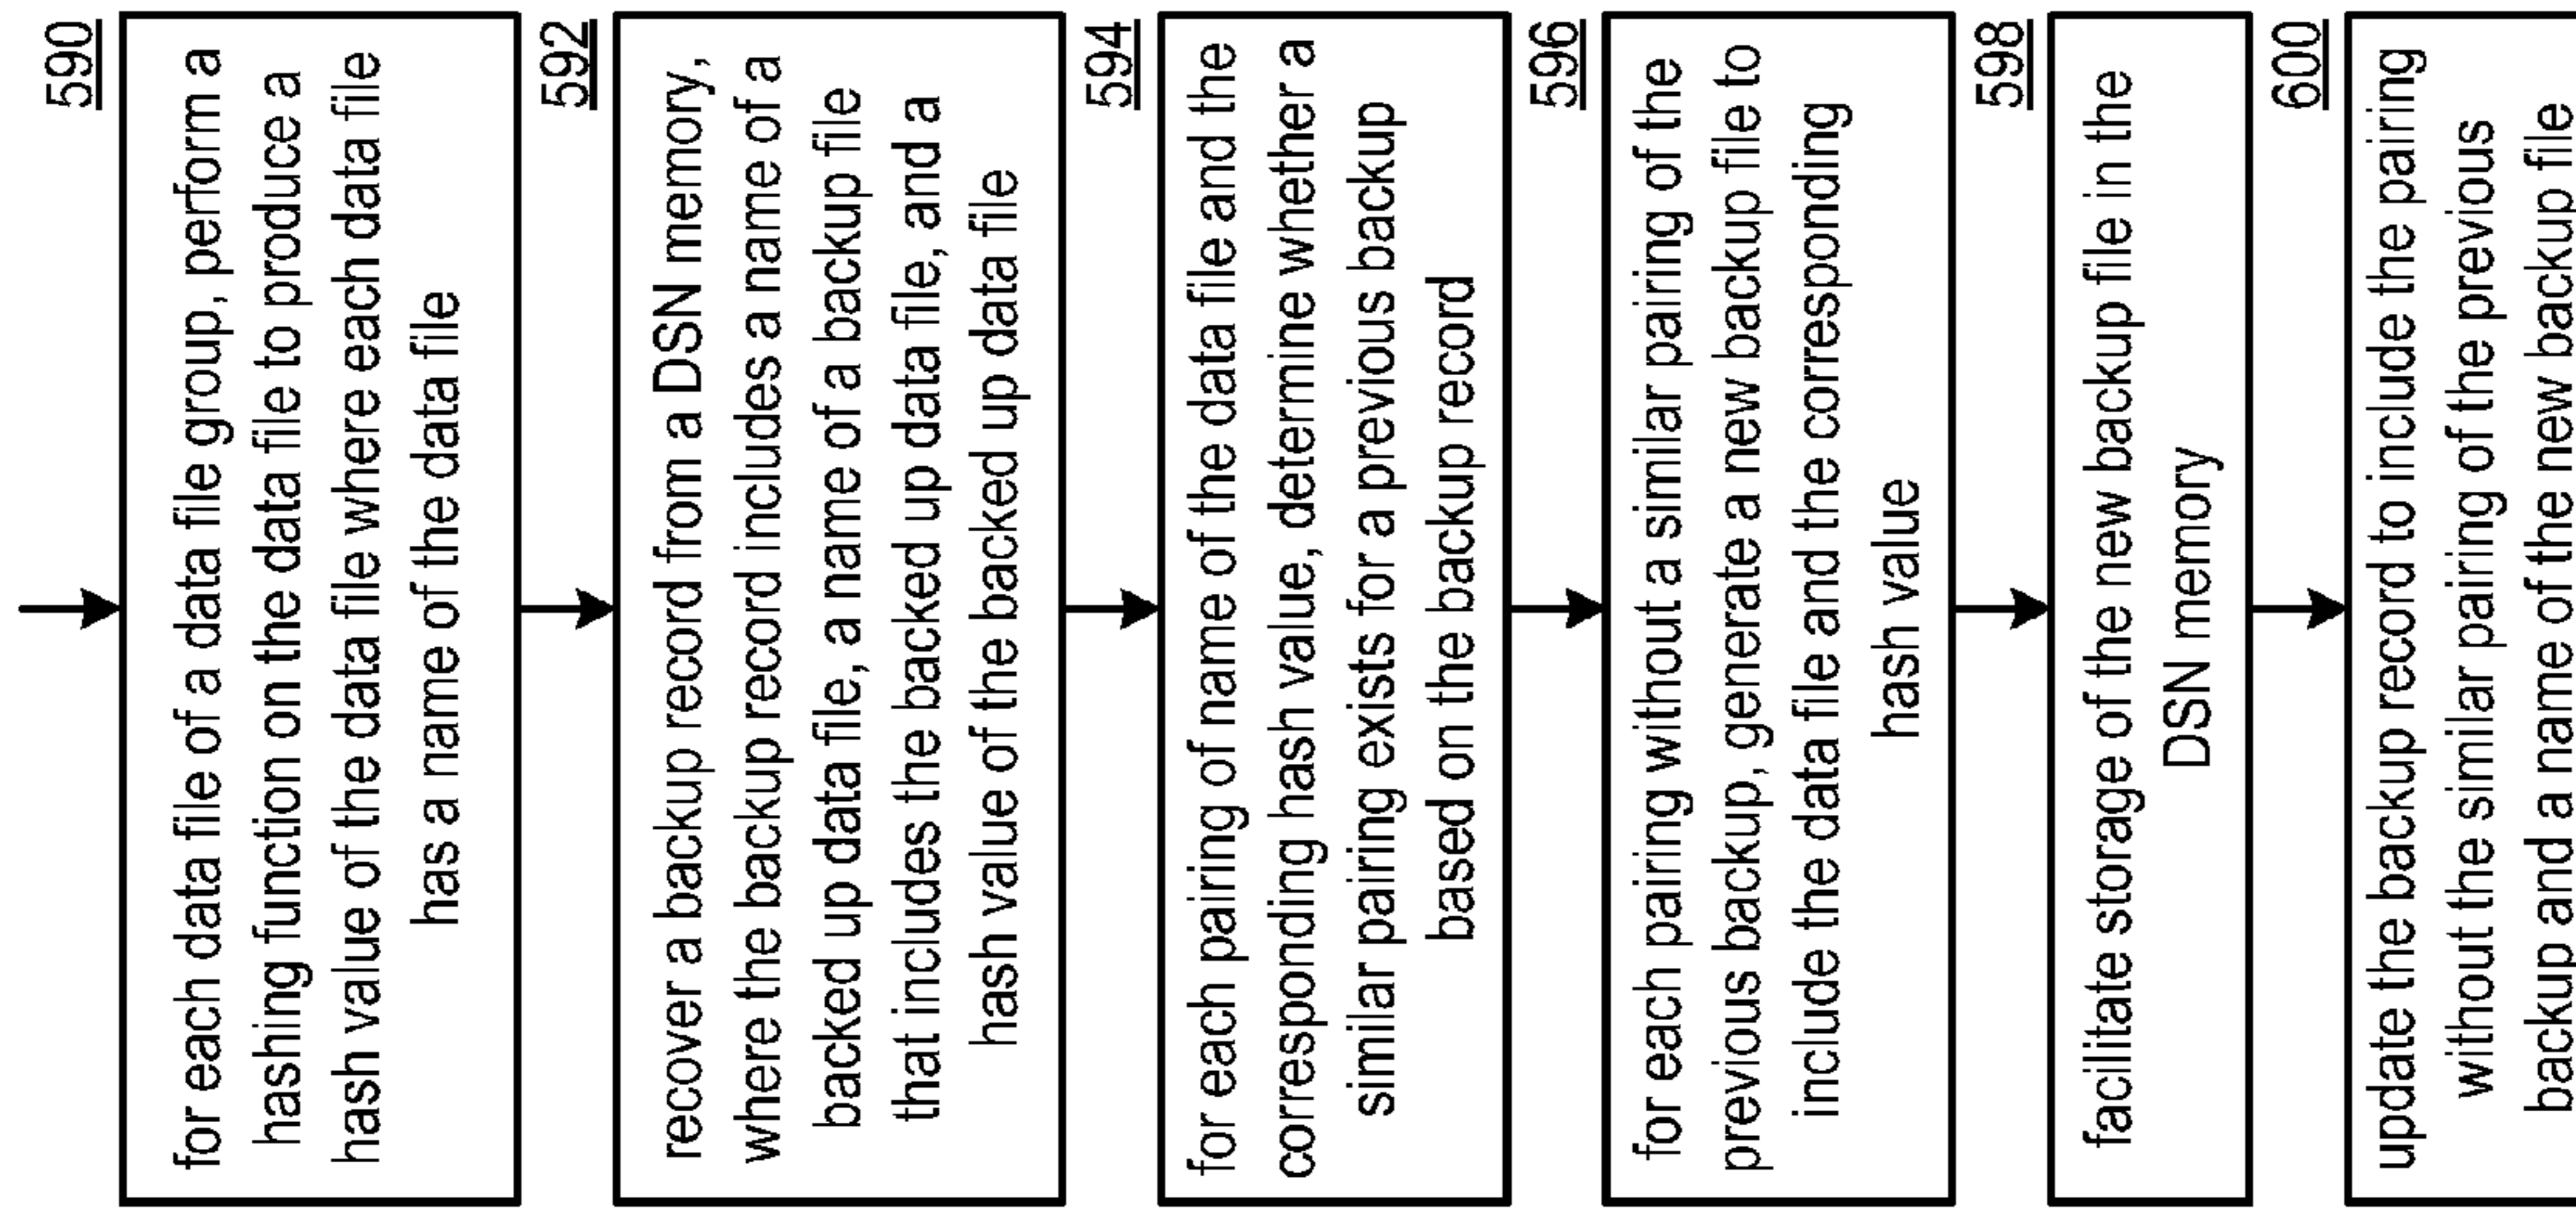 590
for each data file of a data file group, perform a
hashing function on the data file to produce a
hash value of the data file where each data file
has a name of the data file
592
recover a backup record from a DSN memory,
where the backup record includes a name of a
backed up data file, a name of a backup file
that includes the backed up data file, and a
hash value of the backed up data file
594
for each pairing of name of the data file and the
corresponding hash value, determine whether a
similar pairing exists for a previous backup
based on the backup record
596
for each pairing without a similar pairing of the
previous backup, generate a new backup file to
include the data file and the corresponding
hash value
598
facilitate storage of the new backup file in the
DSN memory
600
update the backup record to include the pairing
without the similar pairing of the previous
backup and a name of the new backup file